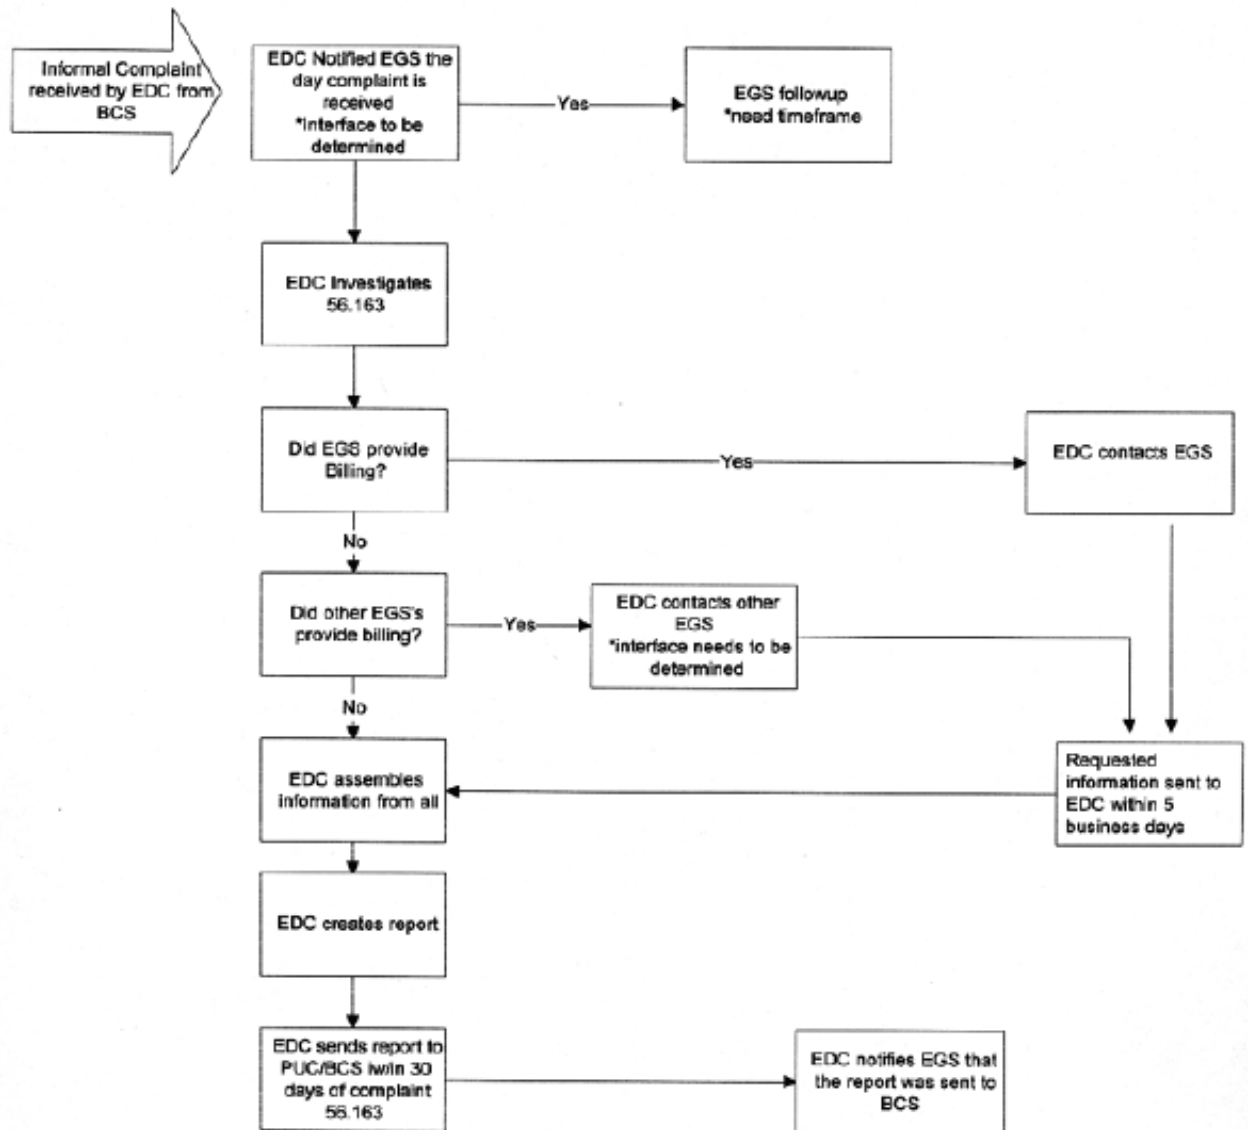 Informal Complaint
received by EDC from
BCS
EDC Notified EGS the
day complaint is
received
*Interface to be
determined
Yes
EGS followup
*need timeframe
EDC Investigates
56.163
Did EGS provide
Billing?
Yes
EDC contacts EGS
No
Did other EGS's
provide billing?
Yes
EDC contacts other
EGS
*interface needs to be
determined
No
EDC assembles
information from all
Requested
information sent to
EDC within 5
business days
EDC creates report
EDC sends report to
PUC/BCS iw/in 30
days of complaint
56.163
EDC notifies EGS that
the report was sent to
BCS